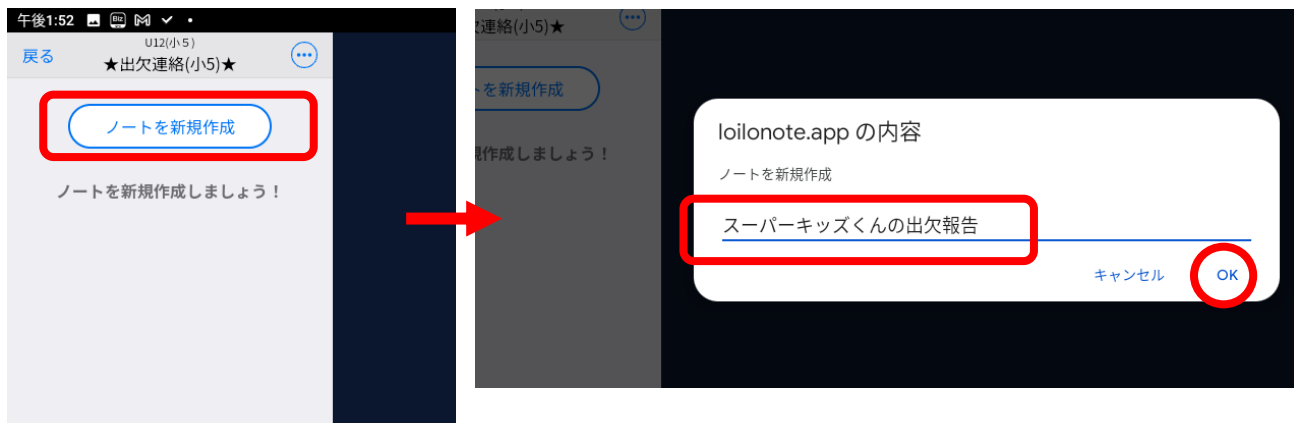 午後1:52
U12(小5)
戻る
★出欠連絡(小5)★
ノートを新規作成
ノートを新規作成しましょう！
連絡(小5)★
を新規作成
作成しましょう！
loilonote.app の内容
ノートを新規作成
スーパーキッズくんの出欠報告
キャンセル
OK